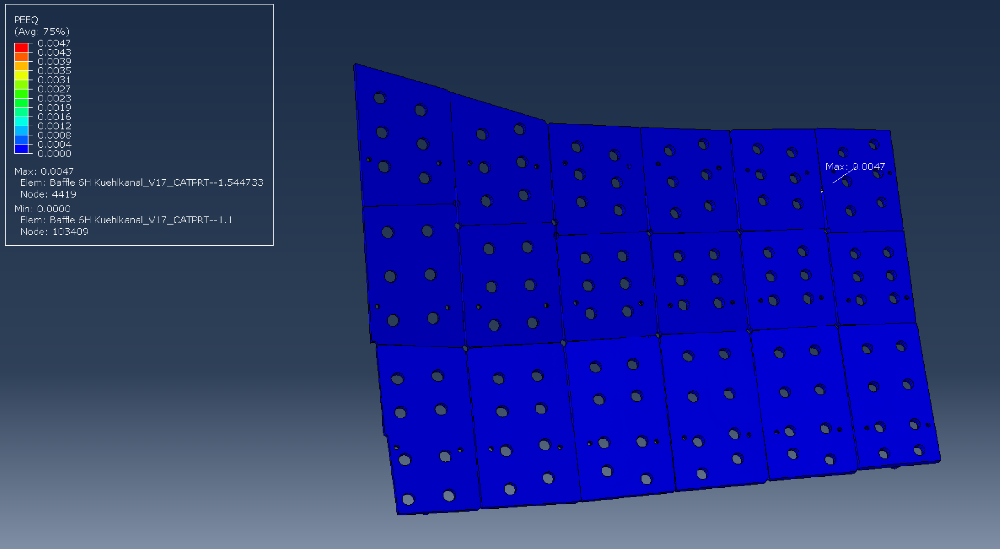 PEEQ
(Avg: 75%)
0.0047
0.0043
0.0039
0.0035
0.0031
0.0027
0.0023
0.0019
0.0016
0.0012
0.0008
0.0004
0.0000
Max: 0.0047
Elem: Baffle 6H Kuehlkanal_V17_CATPRT--1.544733
Node: 4419
Min: 0.0000
Elem: Baffle 6H Kuehlkanal_V17_CATPRT--1.1
Node: 103409
Max: 0.0047